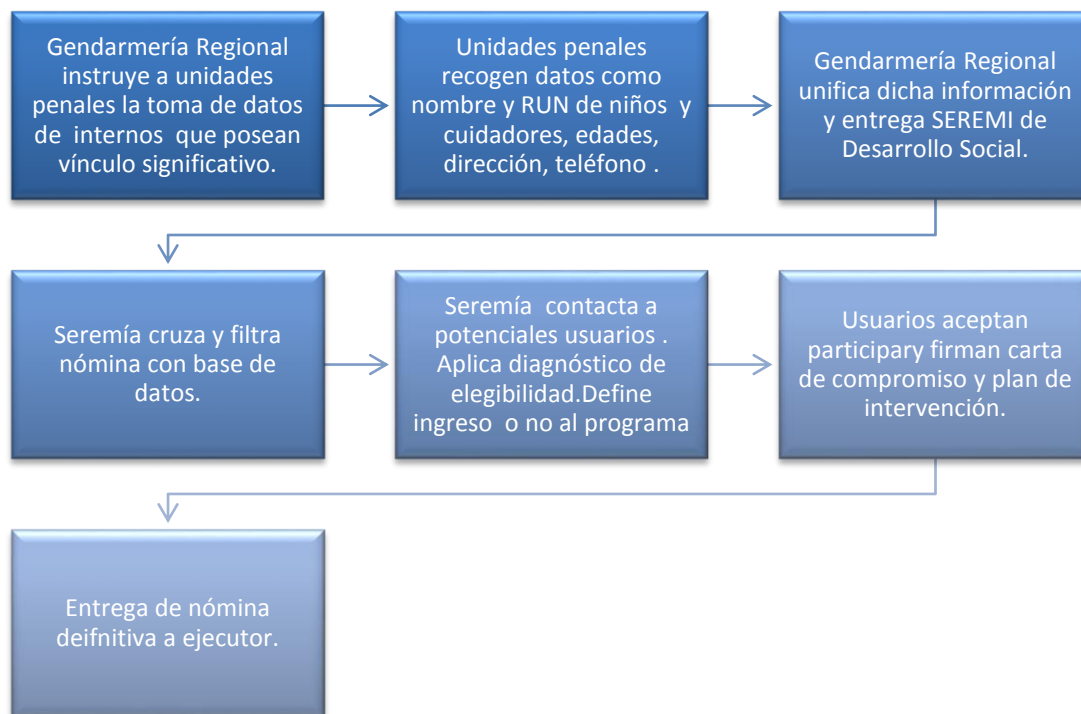 Gendarmería Regional
instruye a unidades
penales la toma de datos
de internos que posean
vínculo significativo.
Unidades penales
recogen datos como
nombre y RUN de niños y
cuidadores, edades,
dirección, teléfono .
Gendarmería Regional
unifica dicha información
y entrega SEREMI de
Desarrollo Social.
Seremía cruza y filtra
nómina con base de
datos.
Seremía contacta a
potenciales usuarios .
Aplica diagnóstico de
elegibilidad.Define
ingreso o no al programa
Usuarios aceptan
participary firman carta
de compromiso y plan de
intervención.
Entrega de nómina
deifnitiva a ejecutor.